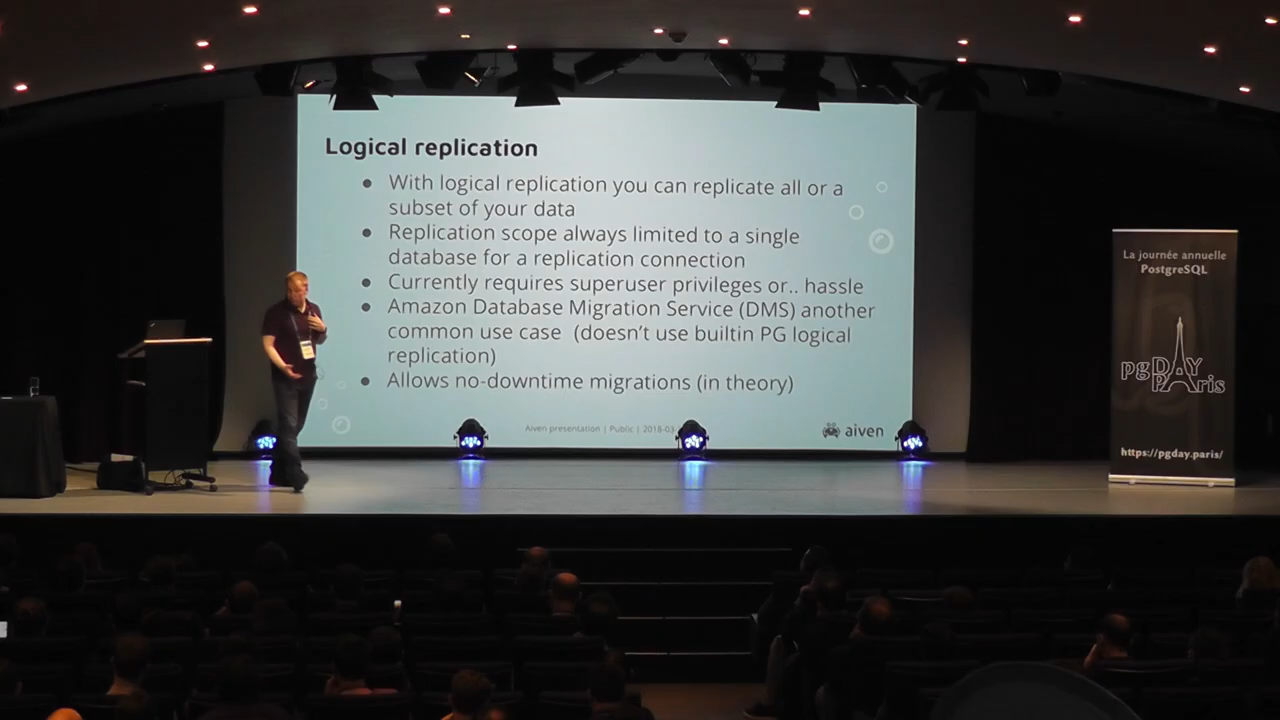 Logical replication
● With logical replication you can replicate all or a
subset of your data
● Replication scope always limited to a single
database for a replication connection
● Currently requires superuser privileges or.. hassle
● Amazon Database Migration Service (DMS) another
common use case (doesn't use builtin PG logical
replication)
● Allows no-downtime migrations (in theory)
Aiven presentation | Public | 2018-03-
aiven
La journée annuelle
PostgreSQL
pgDAY
Paris
https://pgday.paris/